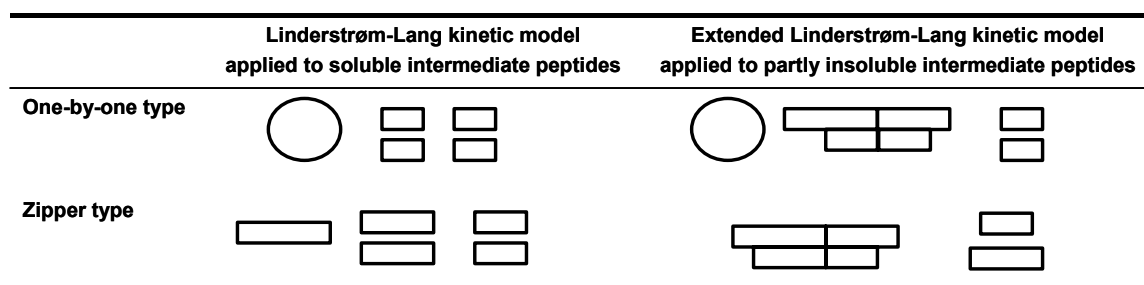 Linderstrøm-Lang kinetic model
applied to soluble intermediate peptides
Extended Linderstrøm-Lang kinetic model
applied to partly insoluble intermediate peptides
One-by-one type
Zipper type